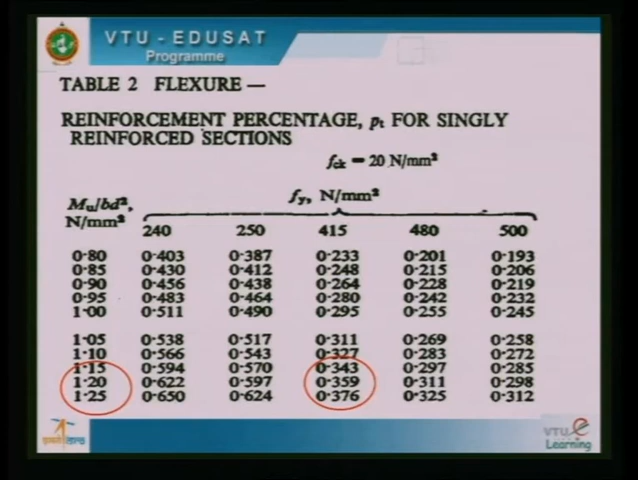 VTU - EDUSAT
Programme
TABLE 2 FLEXURE —
REINFORCEMENT PERCENTAGE, pt FOR SINGLY
REINFORCED SECTIONS
fck = 20 N/mm²
Mu/bd², fy, N/mm²
N/mm²
240 250 415 480 500
0·80 0·403 0·387 0·233 0·201 0·193
0·85 0·430 0·412 0·248 0·215 0·206
0·90 0·456 0·438 0·264 0·228 0·219
0·95 0·483 0·464 0·280 0·242 0·232
1·00 0·511 0·490 0·295 0·255 0·245
1·05 0·538 0·517 0·311 0·269 0·258
1·10 0·566 0·543 0·327 0·283 0·272
1·15 0·594 0·570 0·343 0·297 0·285
1·20 0·622 0·597 0·359 0·311 0·298
1·25 0·650 0·624 0·376 0·325 0·312
VTU e
Learning